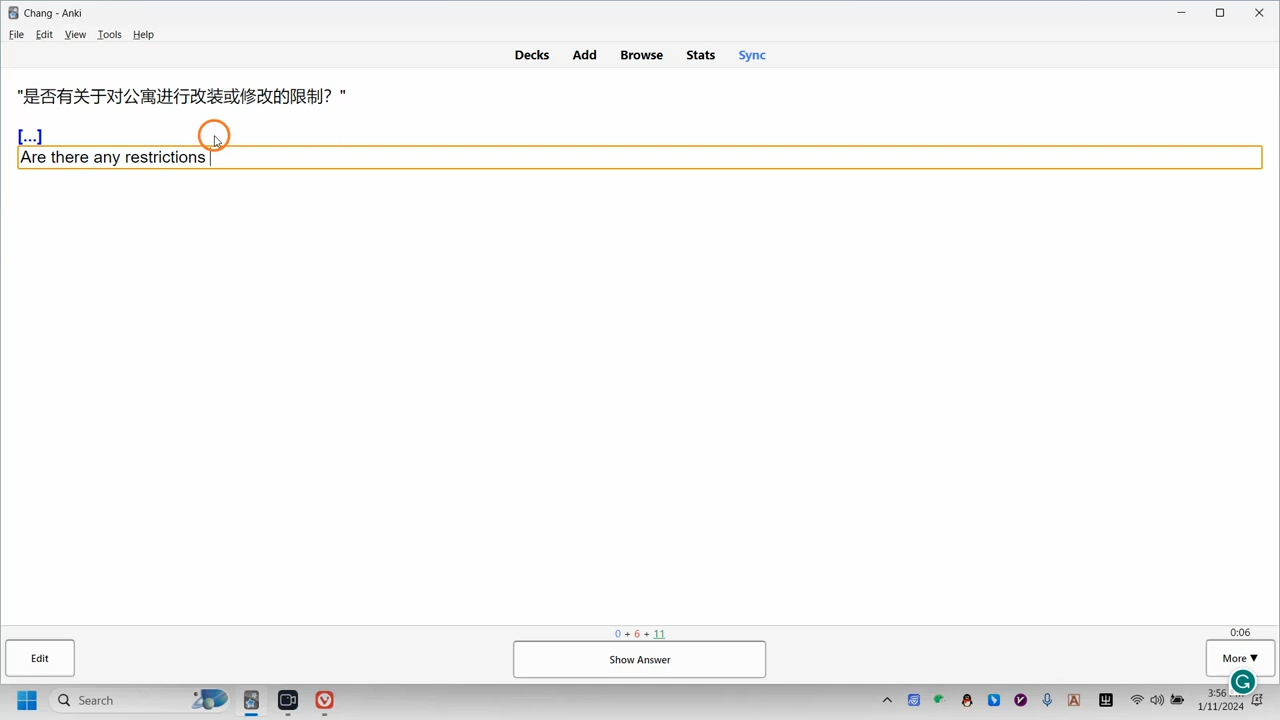 Chang - Anki
File Edit View Tools Help
Decks Add Browse Stats Sync
"是否有关于对公寓进行改装或修改的限制？"
[...]
Are there any restrictions
0 + 6 + 11
0:06
Edit
Show Answer
More ▼
Search
3:56
1/11/2024